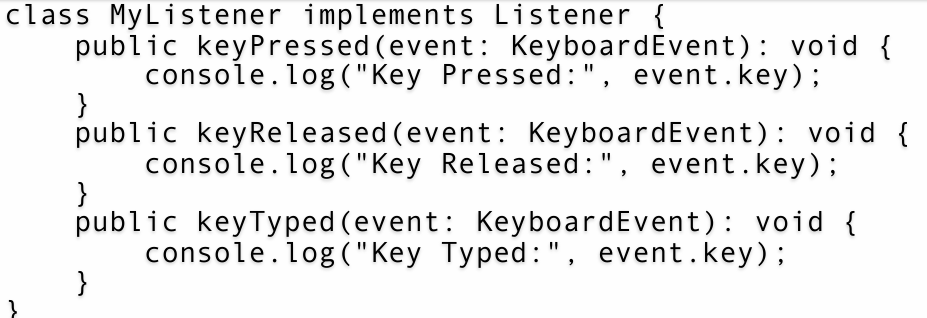 class MyListener implements Listener {
    public keyPressed(event: KeyboardEvent): void {
        console.log("Key Pressed:", event.key);
    }
    public keyReleased(event: KeyboardEvent): void {
        console.log("Key Released:", event.key);
    }
    public keyTyped(event: KeyboardEvent): void {
        console.log("Key Typed:", event.key);
    }
}